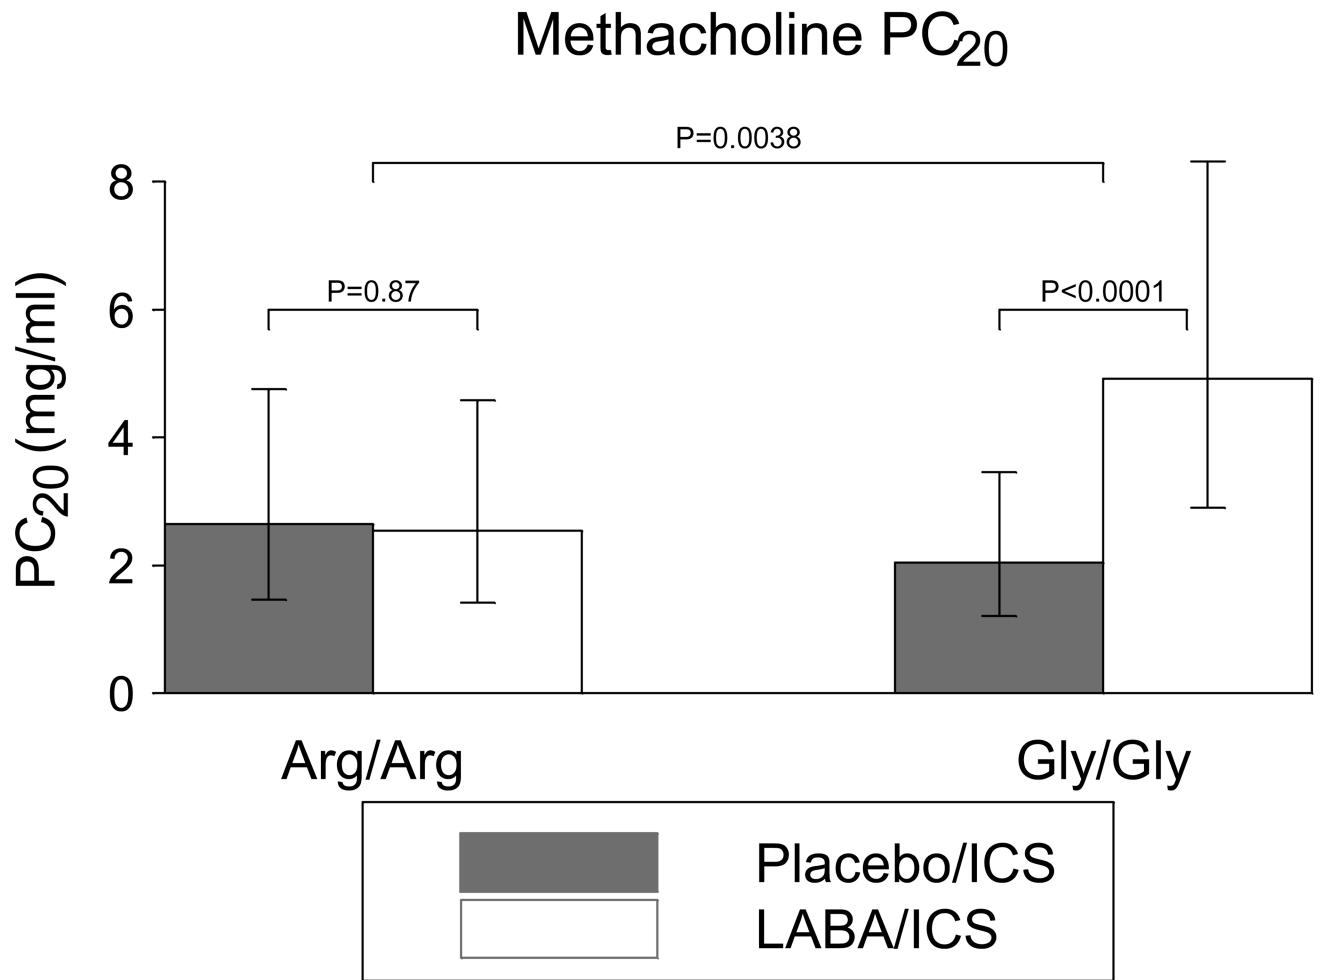 Methacholine PC20
P=0.0038
P=0.87
P<0.0001
PC20 (mg/ml)
8
6
4
2
0
Arg/Arg
Gly/Gly
Placebo/ICS
LABA/ICS